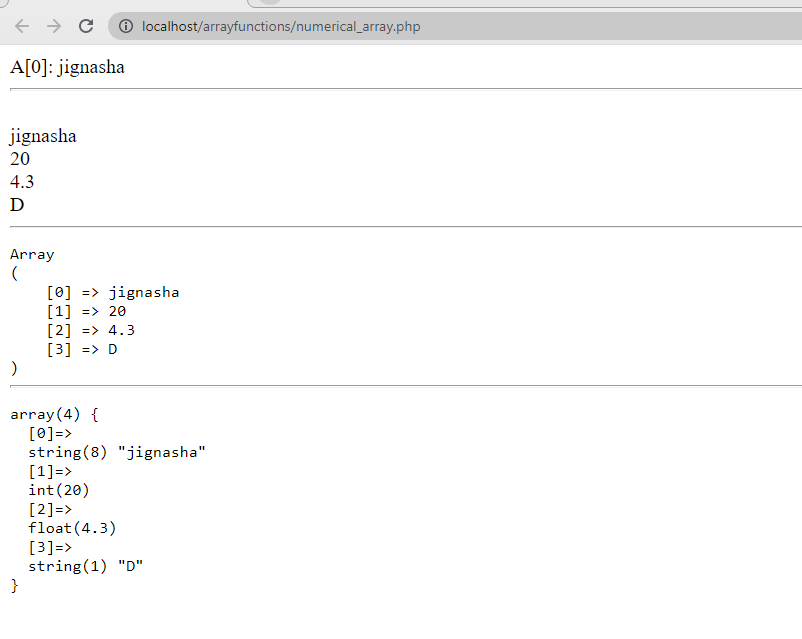 localhost/arrayfunctions/numerical_array.php
A[0]: jignasha
jignasha
20
4.3
D
Array
(
    [0] => jignasha
    [1] => 20
    [2] => 4.3
    [3] => D
)
array(4) {
  [0]=>
  string(8) "jignasha"
  [1]=>
  int(20)
  [2]=>
  float(4.3)
  [3]=>
  string(1) "D"
}